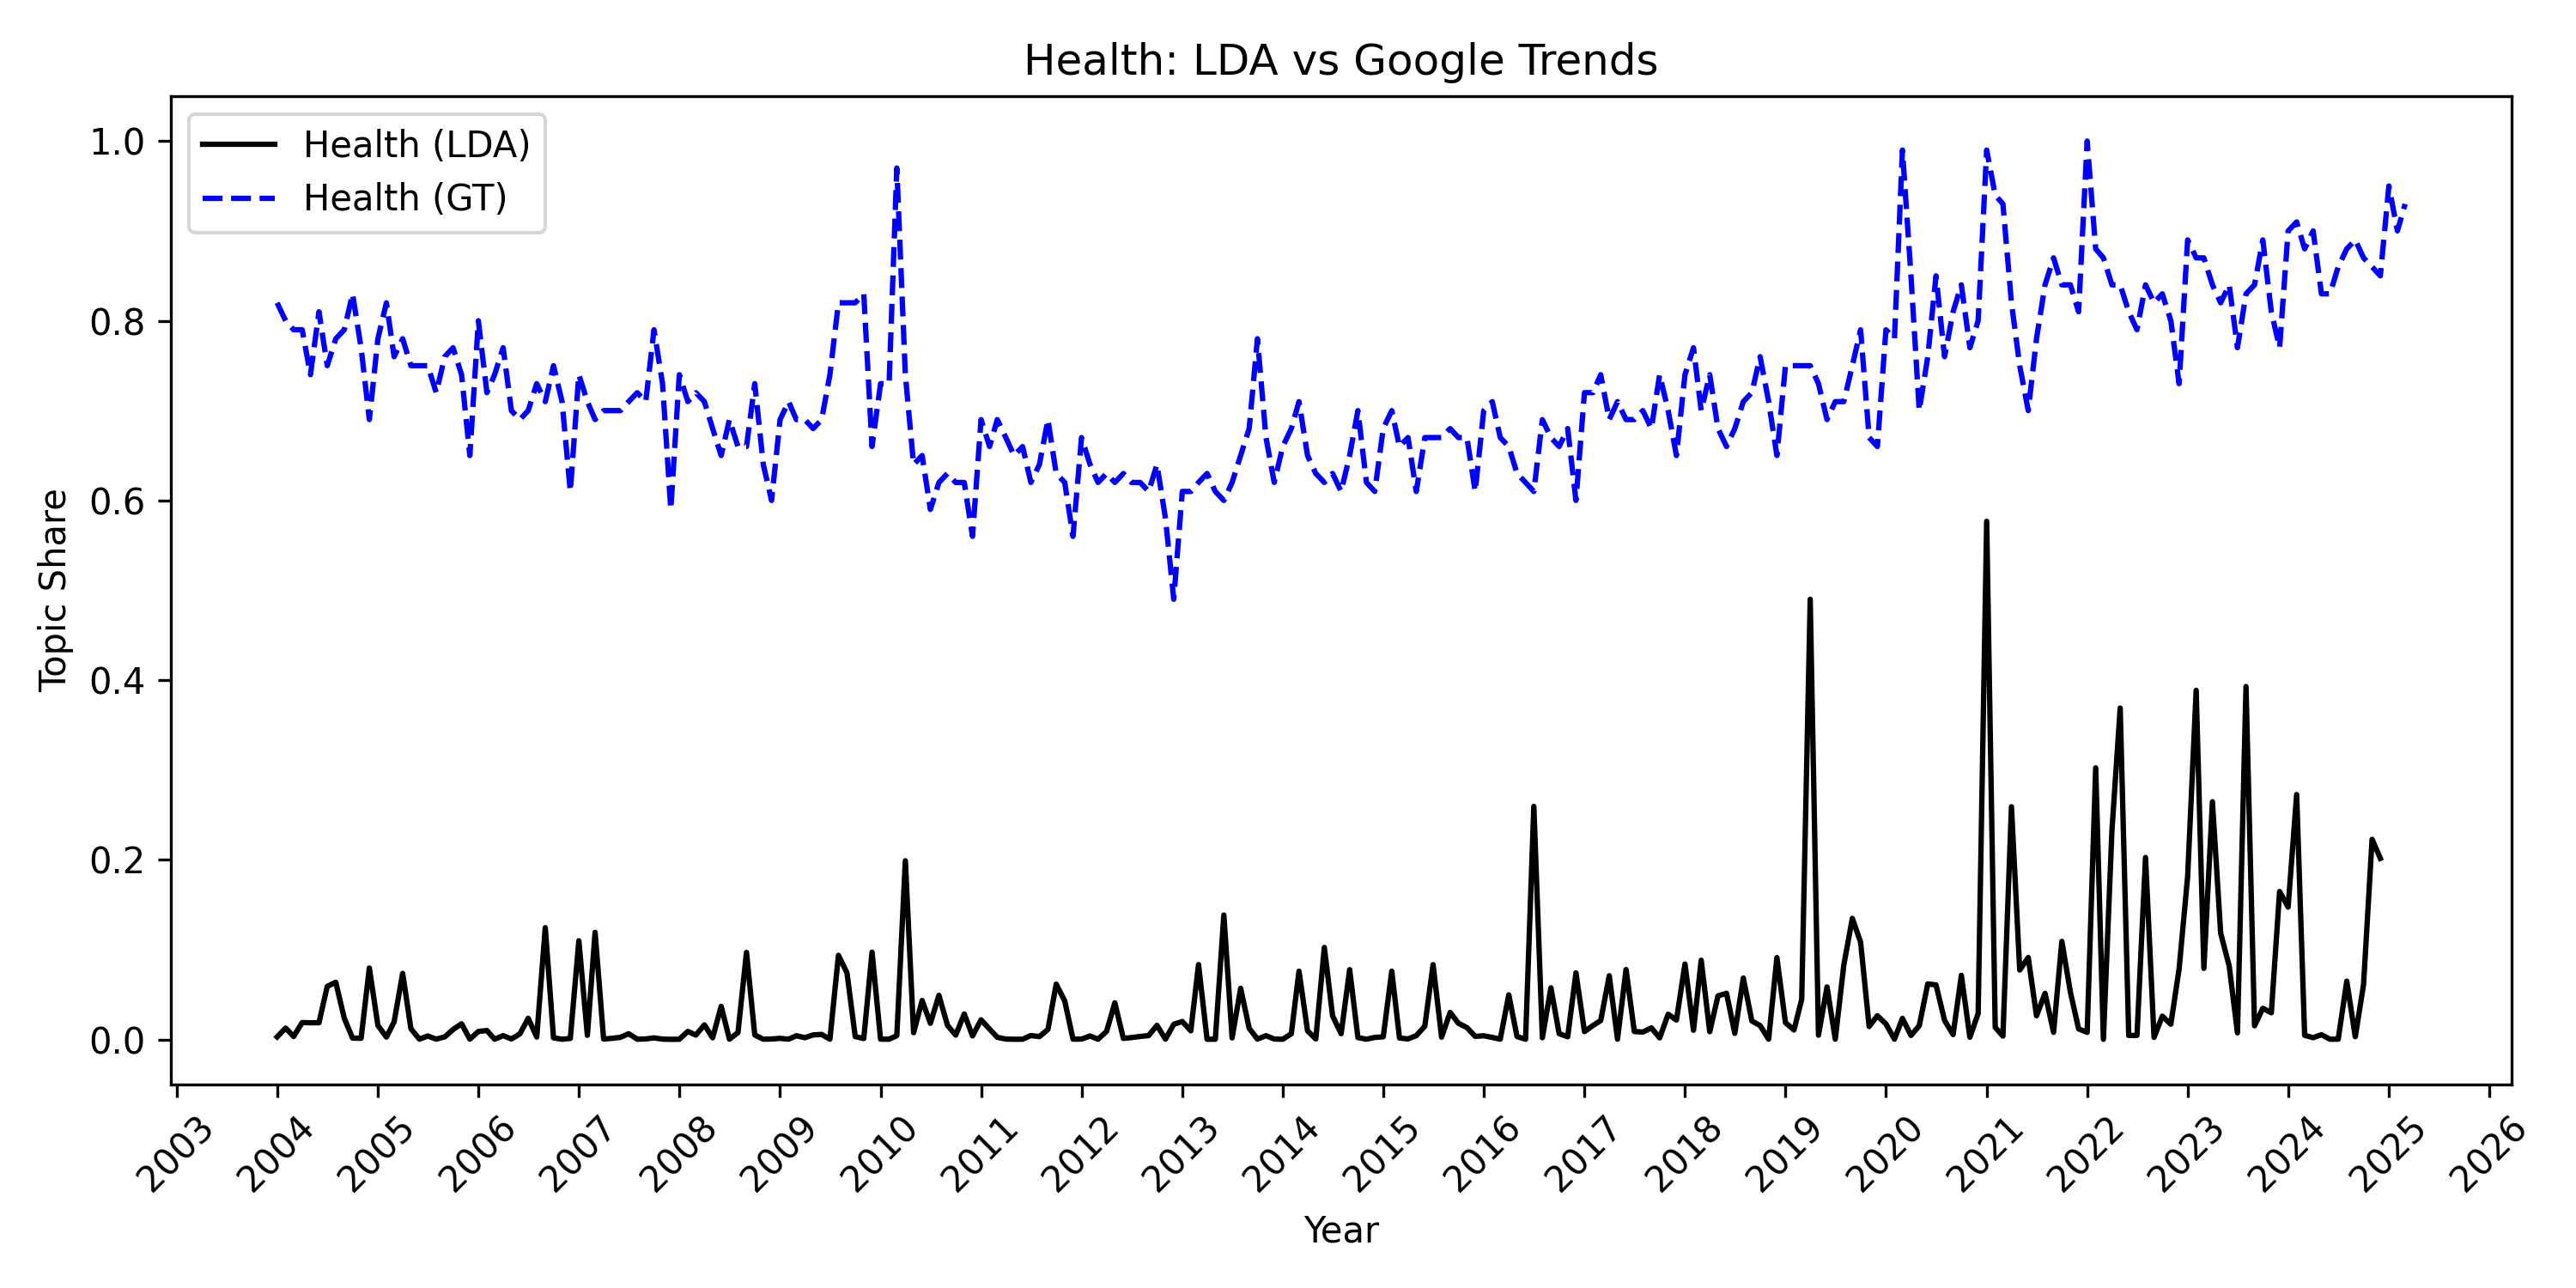 Health: LDA vs Google Trends
Health (LDA)
Health (GT)
Topic Share
1.0
0.8
0.6
0.4
0.2
0.0
2003 2004 2005 2006 2007 2008 2009 2010 2011 2012 2013 2014 2015 2016 2017 2018 2019 2020 2021 2022 2023 2024 2025 2026
Year